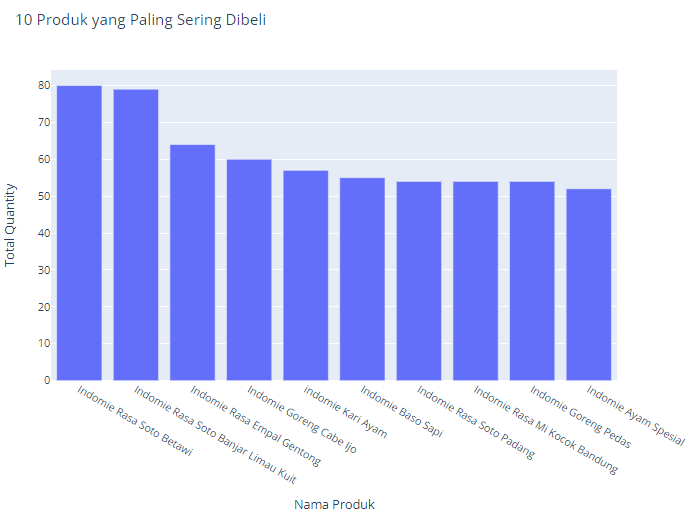 10 Produk yang Paling Sering Dibeli
Total Quantity
80
70
60
50
40
30
20
10
0
Indomie Rasa Soto Betawi
Indomie Rasa Soto Banjar Limau Kuit
Indomie Rasa Empal Gentong
Indomie Goreng Cabe Ijo
indomie Kari Ayam
Indomie Baso Sapi
Indomie Rasa Soto Padang
Indomie Rasa Mi Kocok Bandung
Indomie Goreng Pedas
Indomie Ayam Spesial
Nama Produk